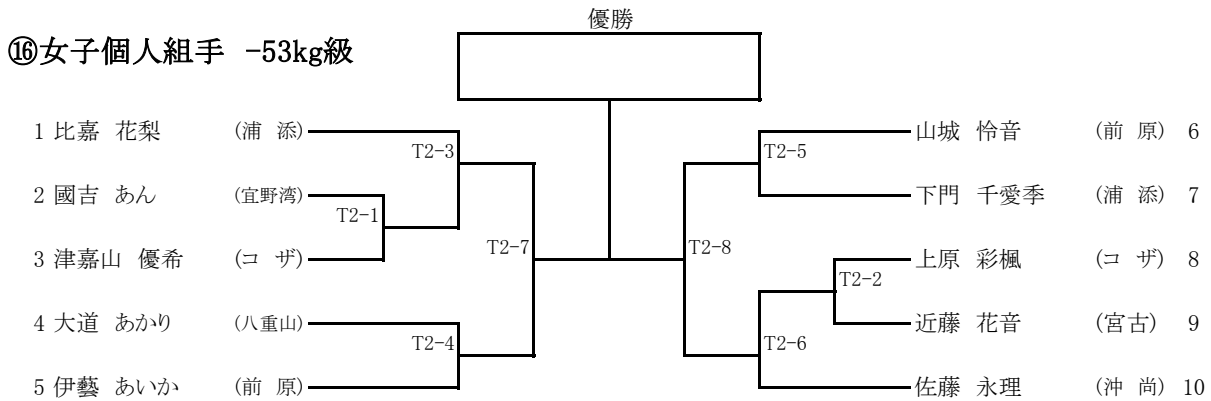 優勝
⑯女子個人組手 -53kg級
1 比嘉 花梨 (浦 添)
T2-3
2 國吉 あん (宜野湾)
T2-1
3 津嘉山 優希 (コ ザ)
T2-7
4 大道 あかり (八重山)
T2-4
5 伊藝 あいか (前 原)
山城 怜音 (前 原) 6
T2-5
下門 千愛季 (浦 添) 7
T2-8
上原 彩楓 (コ ザ) 8
T2-2
近藤 花音 (宮古) 9
T2-6
佐藤 永理 (沖 尚) 10